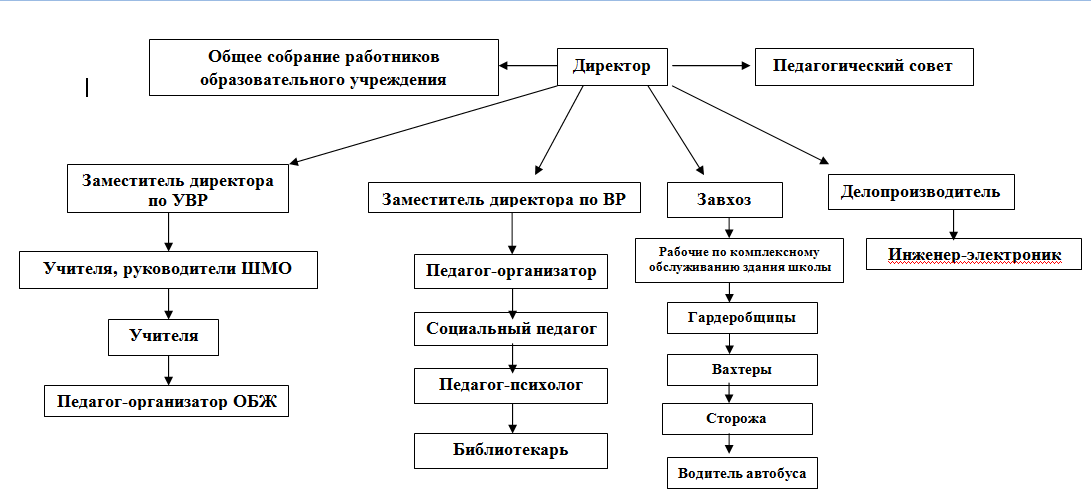 Общее собрание работников
образовательного учреждения
Директор
Педагогический совет
Заместитель директора
по УВР
Учителя, руководители ШМО
Учителя
Педагог-организатор ОБЖ
Заместитель директора по ВР
Педагог-организатор
Социальный педагог
Педагог-психолог
Библиотекарь
Завхоз
Рабочие по комплексному
обслуживанию здания школы
Гардеробщицы
Вахтеры
Сторожа
Водитель автобуса
Делопроизводитель
Инженер-электроник